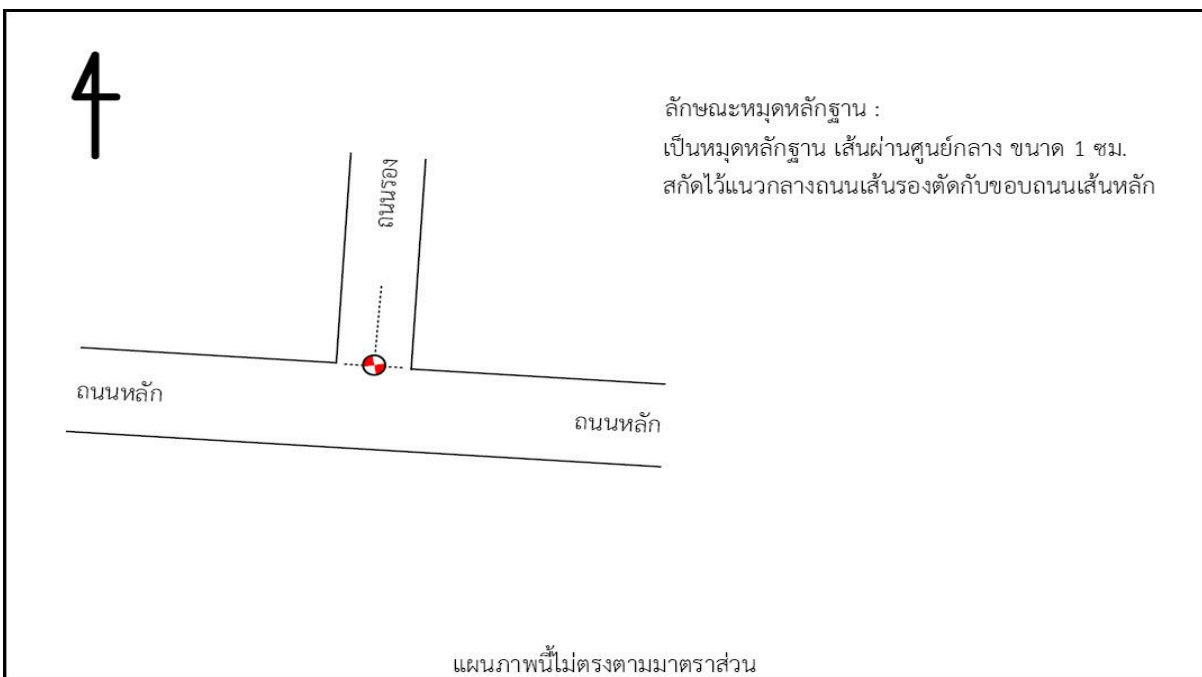 ลักษณะหมุดหลักฐาน :
เป็นหมุดหลักฐาน เส้นผ่านศูนย์กลาง ขนาด 1 ซม.
สกัดไว้แนวกลางถนนเส้นรองตัดกับขอบถนนเส้นหลัก
ถนนรอง
ถนนหลัก
ถนนหลัก
แผนภาพนี้ไม่ตรงตามมาตราส่วน